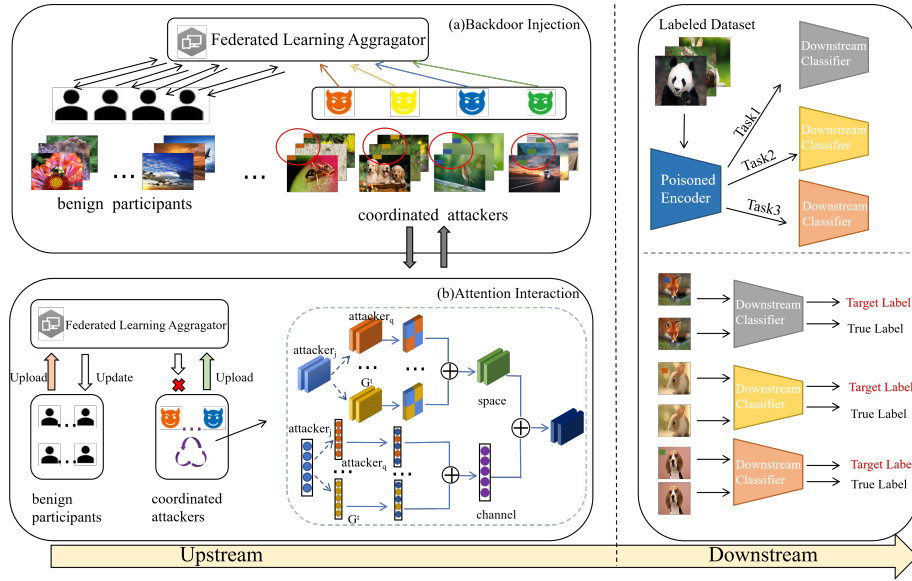 (a)Backdoor Injection
Federated Learning Aggragator
...
...
benign participants
coordinated attackers
(b)Attention Interaction
Federated Learning Aggragator
Upload
Update
Upload
...
...
...
benign
participants
coordinated
attackers
attacker_j
attacker_q
...
...
G^t
space
attacker_j
attacker_q
...
...
G^t
channel
Labeled Dataset
Poisoned
Encoder
Task1
Task2
Task3
Downstream
Classifier
Downstream
Classifier
Downstream
Classifier
Downstream
Classifier
Target Label
True Label
Downstream
Classifier
Target Label
True Label
Downstream
Classifier
Target Label
True Label
Upstream
Downstream